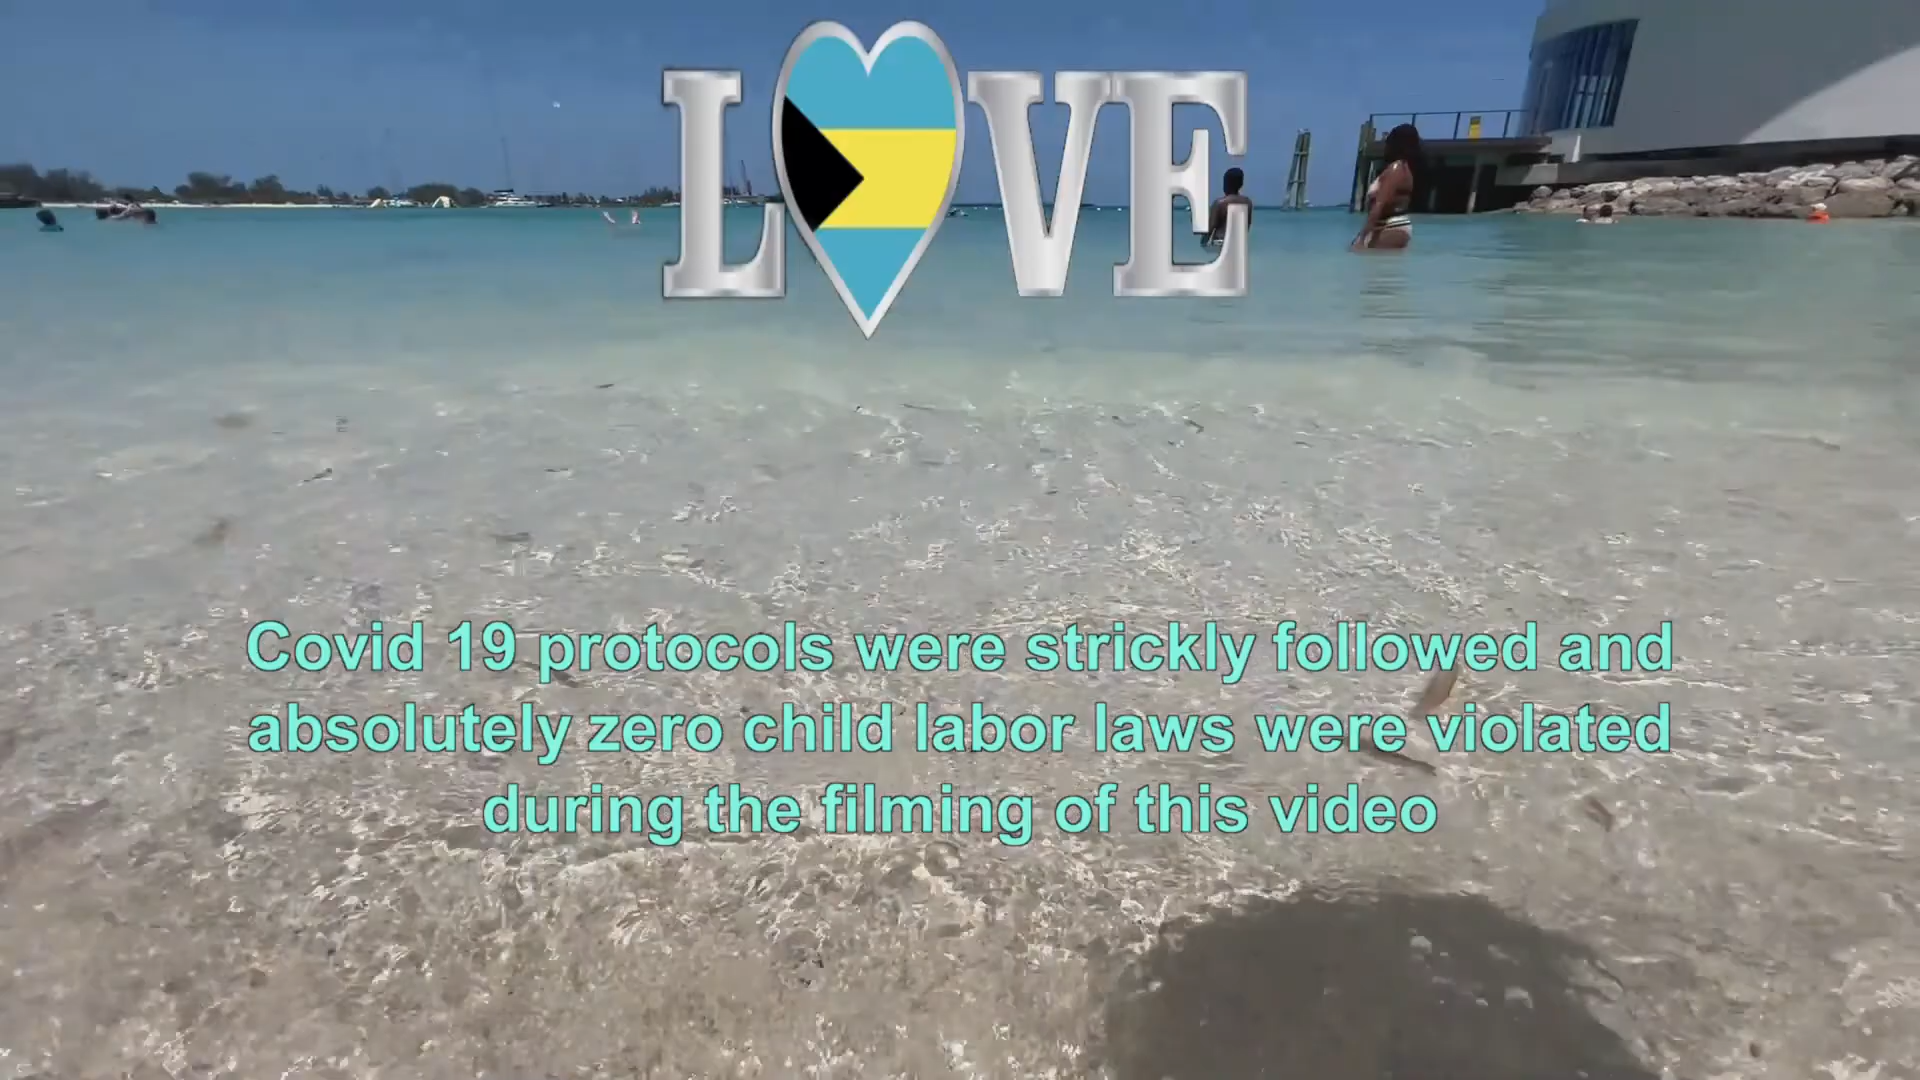 LOVE
Covid 19 protocols were strickly followed and
absolutely zero child labor laws were violated
during the filming of this video